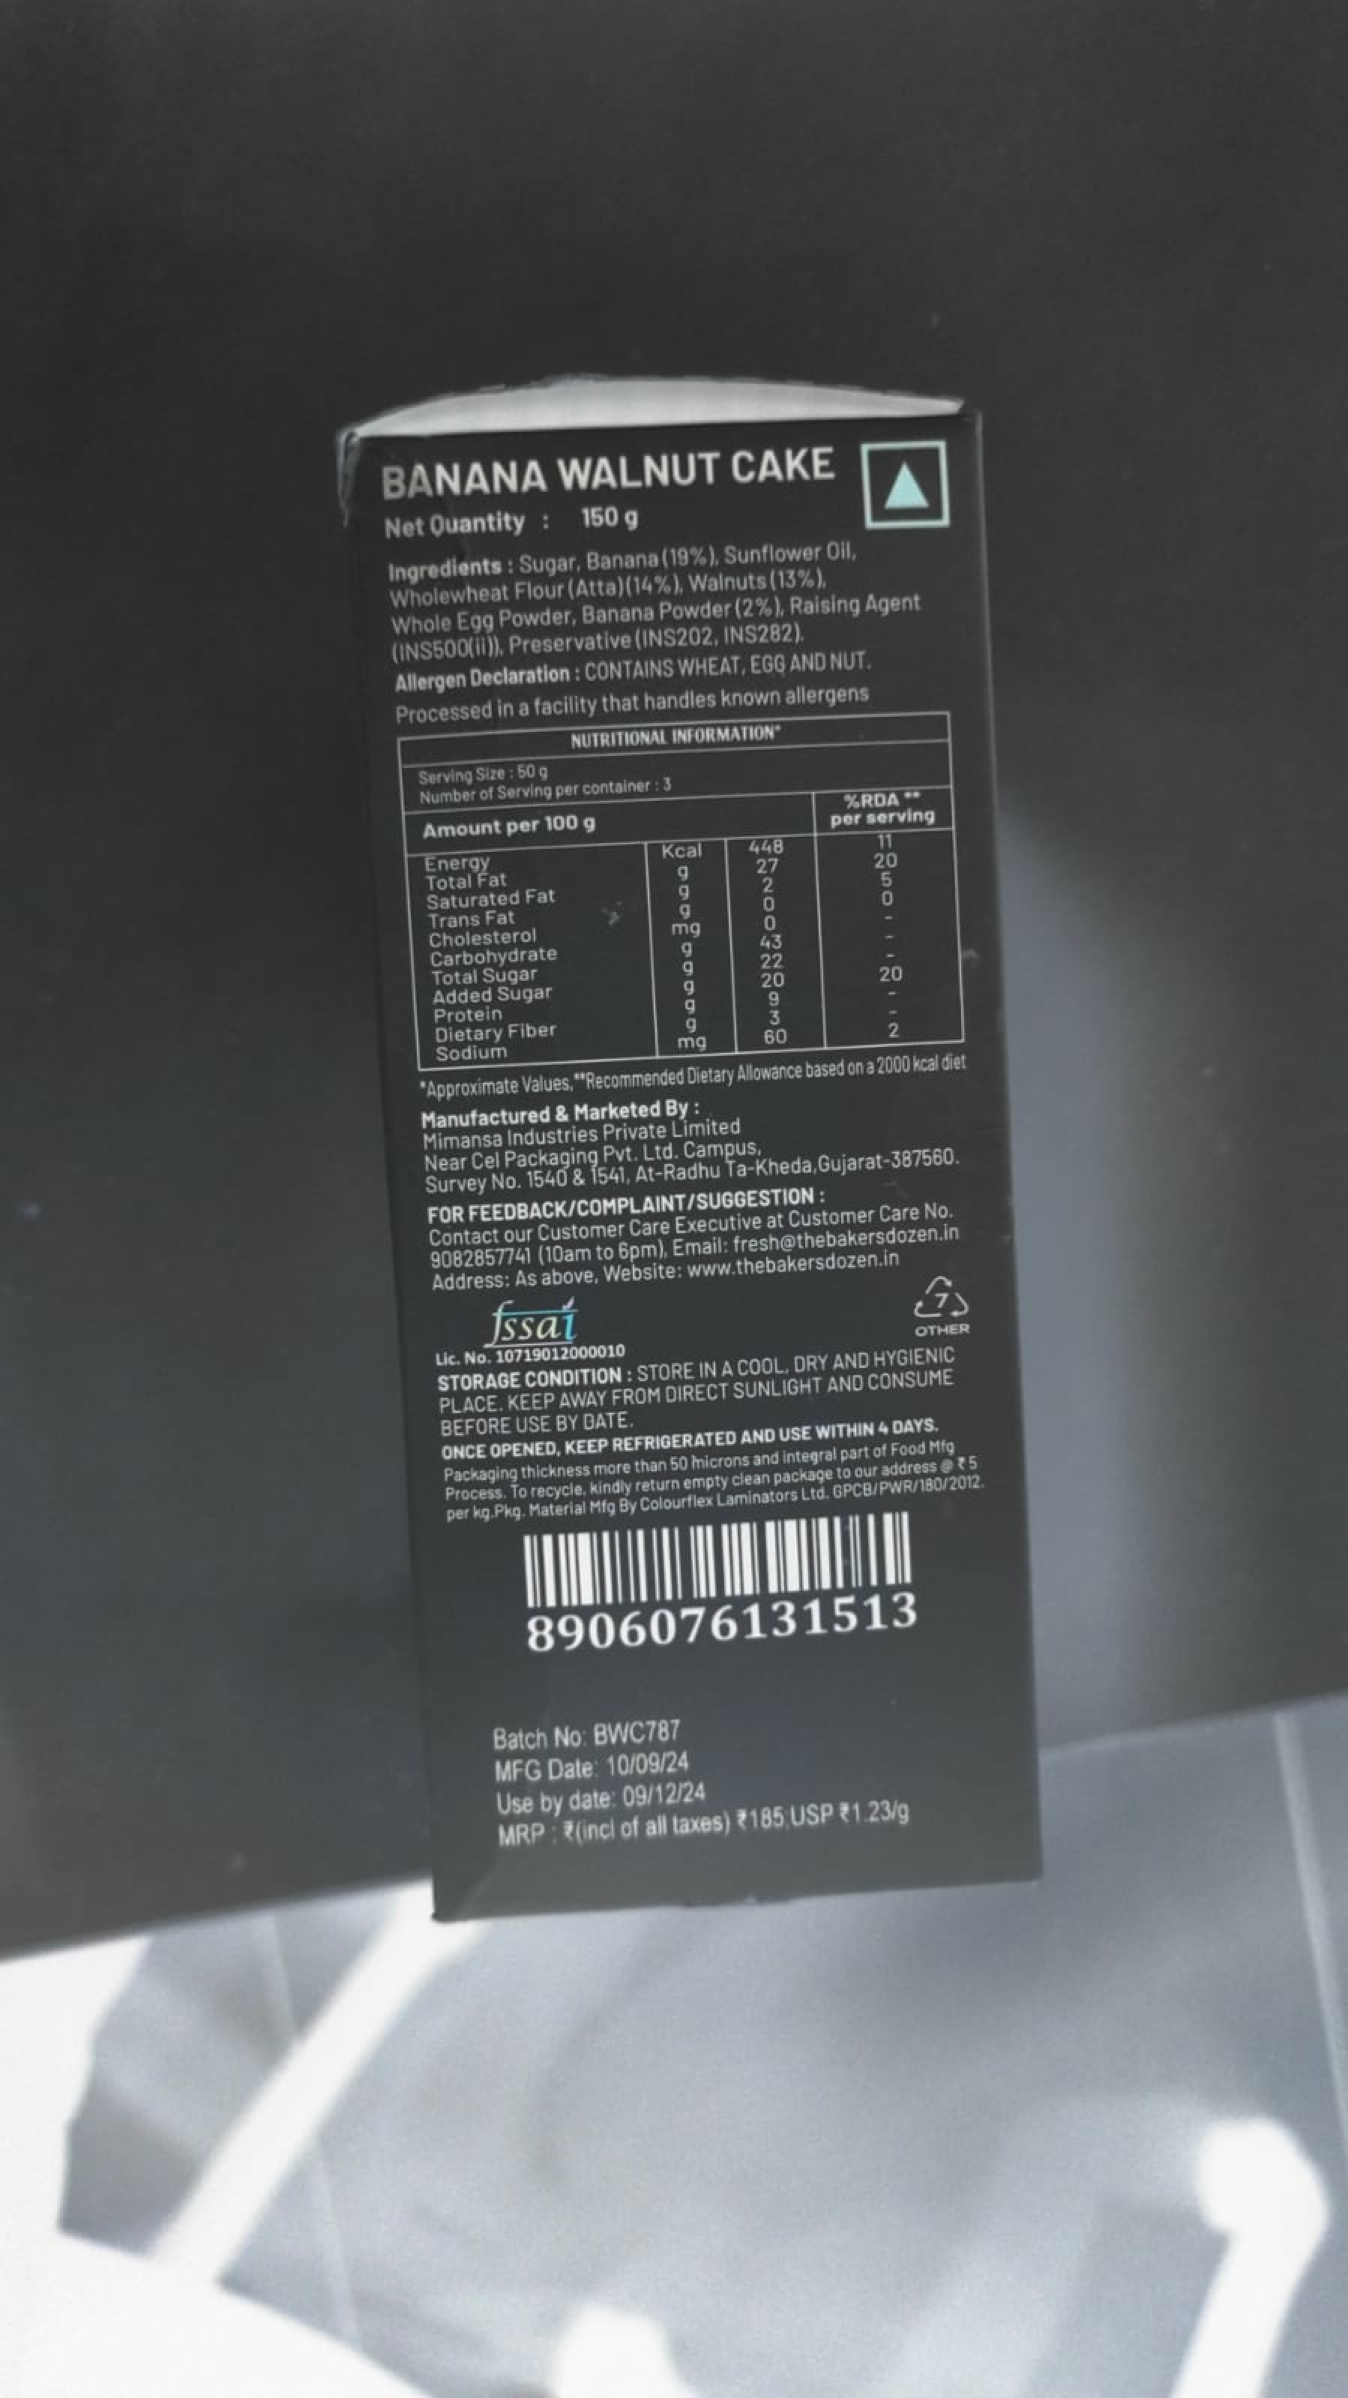 BANANA WALNUT CAKE
Net Quantity : 150 g
Ingredients : Sugar, Banana (19%), Sunflower Oil,
Wholewheat Flour (Atta)(14%), Walnuts (13%),
Whole Egg Powder, Banana Powder (2%), Raising Agent
(INS500(ii)), Preservative (INS202, INS282).
Allergen Declaration : CONTAINS WHEAT, EGG AND NUT.
Processed in a facility that handles known allergens
NUTRITIONAL INFORMATION*
Serving Size : 50 g
Number of Serving per container : 3
Amount per 100 g %RDA ** per serving
Energy Kcal 448 11
Total Fat g 27 20
Saturated Fat g 2 5
Trans Fat g 0 0
Cholesterol mg 0 -
Carbohydrate g 43 -
Total Sugar g 22 -
Added Sugar g 20 20
Protein g 9 -
Dietary Fiber g 3 -
Sodium mg 60 2
*Approximate Values,**Recommended Dietary Allowance based on a 2000 kcal diet
Manufactured & Marketed By :
Mimansa Industries Private Limited
Near Cel Packaging Pvt. Ltd. Campus,
Survey No. 1540 & 1541, At-Radhu Ta-Kheda,Gujarat-387560.
FOR FEEDBACK/COMPLAINT/SUGGESTION :
Contact our Customer Care Executive at Customer Care No.
9082857741 (10am to 6pm), Email: fresh@thebakersdozen.in
Address: As above, Website: www.thebakersdozen.in
fssai
7
OTHER
Lic. No. 10719012000010
STORAGE CONDITION : STORE IN A COOL, DRY AND HYGIENIC
PLACE. KEEP AWAY FROM DIRECT SUNLIGHT AND CONSUME
BEFORE USE BY DATE.
ONCE OPENED, KEEP REFRIGERATED AND USE WITHIN 4 DAYS.
Packaging thickness more than 50 microns and integral part of Food Mfg
Process. To recycle, kindly return empty clean package to our address @ ₹ 5
per kg.Pkg. Material Mfg By Colourflex Laminators Ltd. GPCB/PWR/180/2012.
8906076131513
Batch No: BWC787
MFG Date: 10/09/24
Use by date: 09/12/24
MRP : ₹(incl of all taxes) ₹185,USP ₹1.23/g